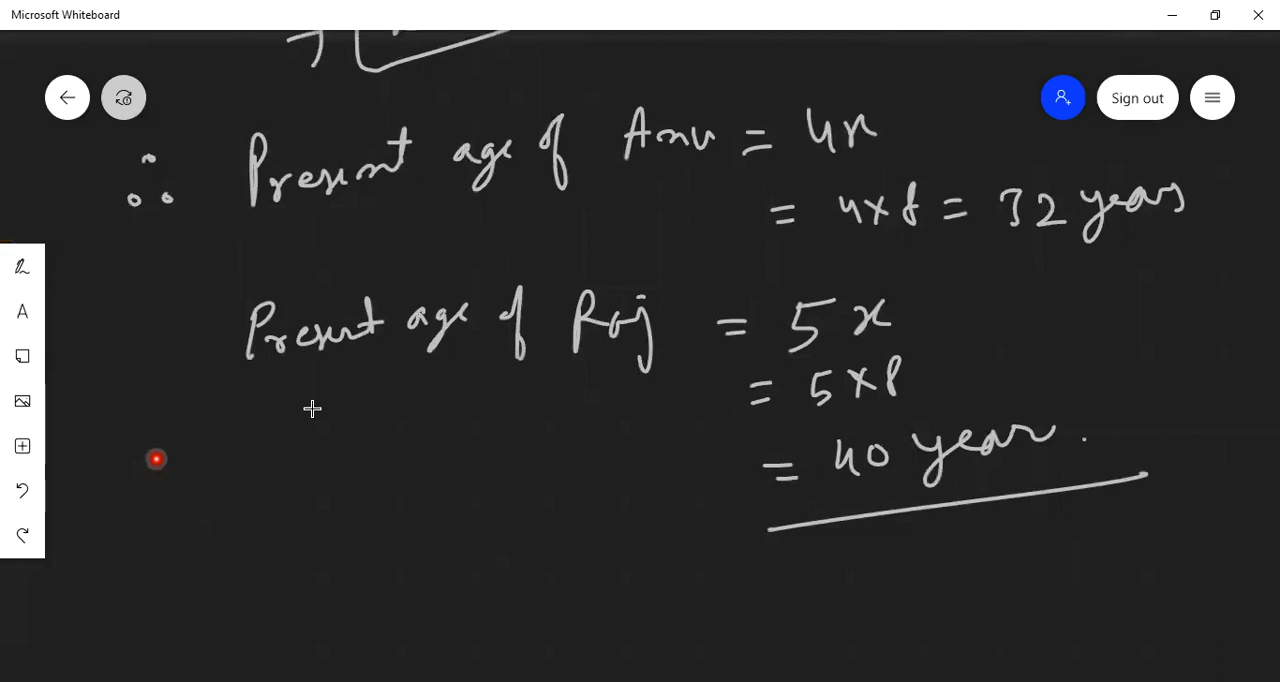 Microsoft Whiteboard
Sign out
∴ Present age of Anu = 4x
= 4×8 = 32 years
Present age of Raj = 5x
= 5×8
= 40 year.
A